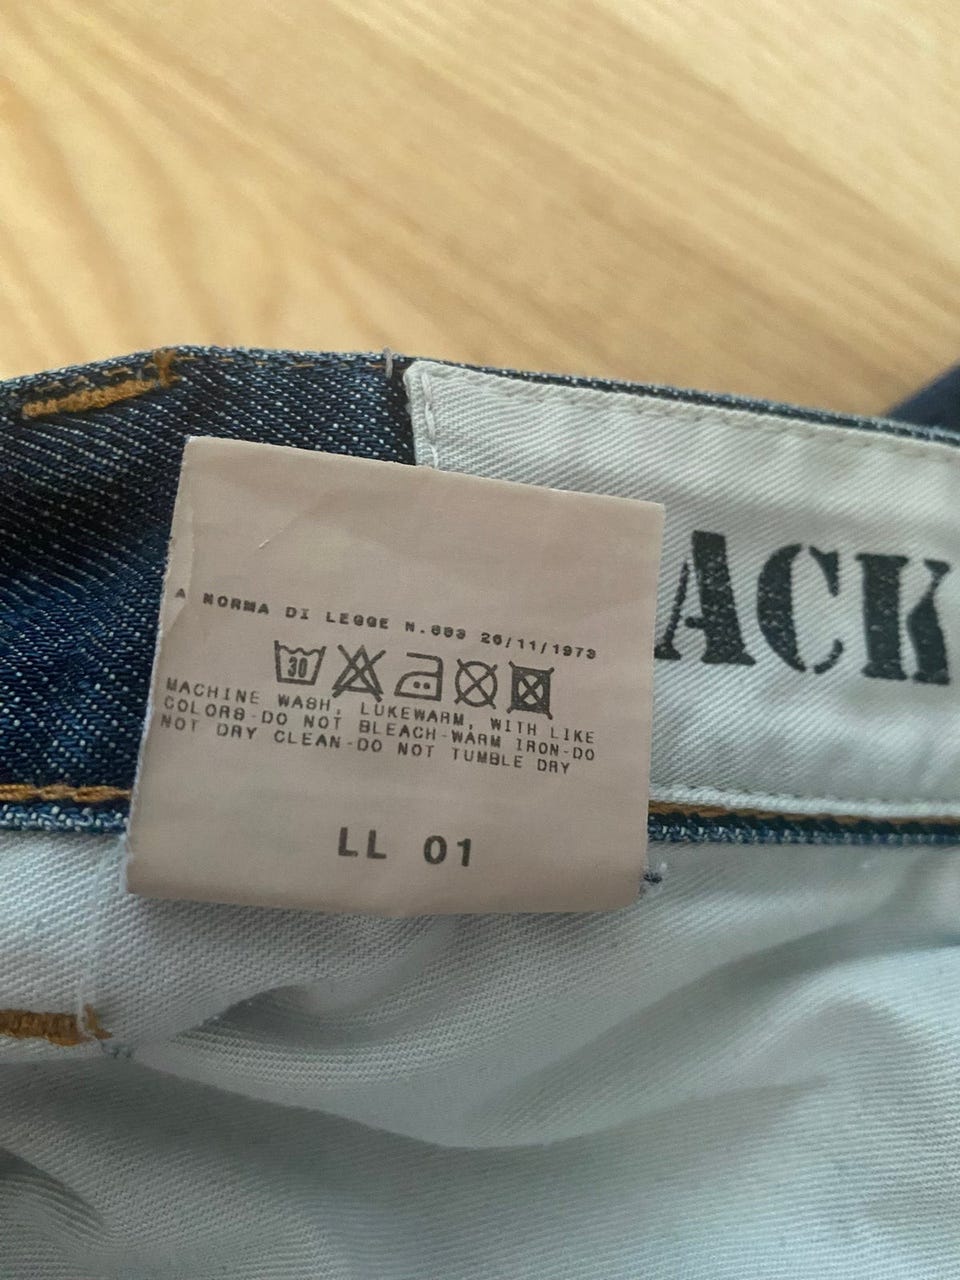 A NORMA DI LEGGE N.883 26/11/1973
30
MACHINE WASH, LUKEWARM, WITH LIKE
COLORS-DO NOT BLEACH-WARM IRON-DO
NOT DRY CLEAN-DO NOT TUMBLE DRY
LL 01
ACK